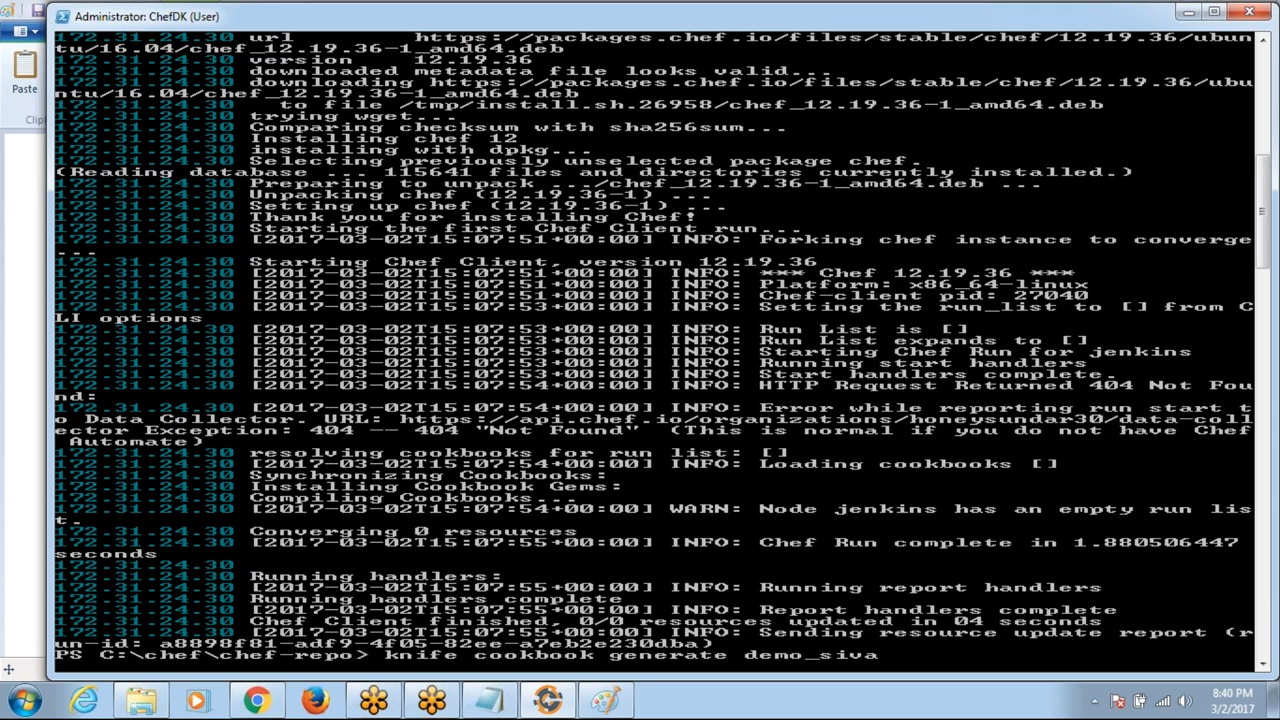 Administrator: ChefDK (User)
Paste
Clip
172.31.24.30 url https://packages.chef.io/files/stable/chef/12.19.36/ubun
tu/16.04/chef_12.19.36-1_amd64.deb
172.31.24.30 version 12.19.36
172.31.24.30 downloaded metadata file looks valid...
172.31.24.30 downloading https://packages.chef.io/files/stable/chef/12.19.36/ubu
ntu/16.04/chef_12.19.36-1_amd64.deb
172.31.24.30 to file /tmp/install.sh.26958/chef_12.19.36-1_amd64.deb
172.31.24.30 trying wget...
172.31.24.30 Comparing checksum with sha256sum...
172.31.24.30 Installing chef 12
172.31.24.30 installing with dpkg...
172.31.24.30 Selecting previously unselected package chef.
(Reading database ... 115641 files and directories currently installed.)
172.31.24.30 Preparing to unpack .../chef_12.19.36-1_amd64.deb ...
172.31.24.30 Unpacking chef (12.19.36-1) ...
172.31.24.30 Setting up chef (12.19.36-1) ...
172.31.24.30 Thank you for installing Chef!
172.31.24.30 Starting the first Chef Client run...
172.31.24.30 [2017-03-02T15:07:51+00:00] INFO: Forking chef instance to converge
...
172.31.24.30 Starting Chef Client, version 12.19.36
172.31.24.30 [2017-03-02T15:07:51+00:00] INFO: *** Chef 12.19.36 ***
172.31.24.30 [2017-03-02T15:07:51+00:00] INFO: Platform: x86_64-linux
172.31.24.30 [2017-03-02T15:07:51+00:00] INFO: Chef-client pid: 27040
172.31.24.30 [2017-03-02T15:07:53+00:00] INFO: Setting the run_list to [] from C
LI options
172.31.24.30 [2017-03-02T15:07:53+00:00] INFO: Run List is []
172.31.24.30 [2017-03-02T15:07:53+00:00] INFO: Run List expands to []
172.31.24.30 [2017-03-02T15:07:53+00:00] INFO: Starting Chef Run for jenkins
172.31.24.30 [2017-03-02T15:07:53+00:00] INFO: Running start handlers
172.31.24.30 [2017-03-02T15:07:53+00:00] INFO: Start handlers complete.
172.31.24.30 [2017-03-02T15:07:54+00:00] INFO: HTTP Request Returned 404 Not Fou
nd:
172.31.24.30 [2017-03-02T15:07:54+00:00] INFO: Error while reporting run start t
o Data Collector. URL: https://api.chef.io/organizations/honeysundar30/data-coll
ector Exception: 404 -- 404 "Not Found" (This is normal if you do not have Chef
Automate)
172.31.24.30 resolving cookbooks for run list: []
172.31.24.30 [2017-03-02T15:07:54+00:00] INFO: Loading cookbooks []
172.31.24.30 Synchronizing Cookbooks:
172.31.24.30 Installing Cookbook Gems:
172.31.24.30 Compiling Cookbooks...
172.31.24.30 [2017-03-02T15:07:54+00:00] WARN: Node jenkins has an empty run lis
t.
172.31.24.30 Converging 0 resources
172.31.24.30 [2017-03-02T15:07:55+00:00] INFO: Chef Run complete in 1.880506447
seconds
172.31.24.30
172.31.24.30 Running handlers:
172.31.24.30 [2017-03-02T15:07:55+00:00] INFO: Running report handlers
172.31.24.30 Running handlers complete
172.31.24.30 [2017-03-02T15:07:55+00:00] INFO: Report handlers complete
172.31.24.30 Chef Client finished, 0/0 resources updated in 04 seconds
172.31.24.30 [2017-03-02T15:07:55+00:00] INFO: Sending resource update report (r
un-id: a8898f81-adf9-4f05-82ee-a7eb2e230dba)
PS C:\chef\chef-repo> knife cookbook generate demo_siva
8:40 PM
3/2/2017